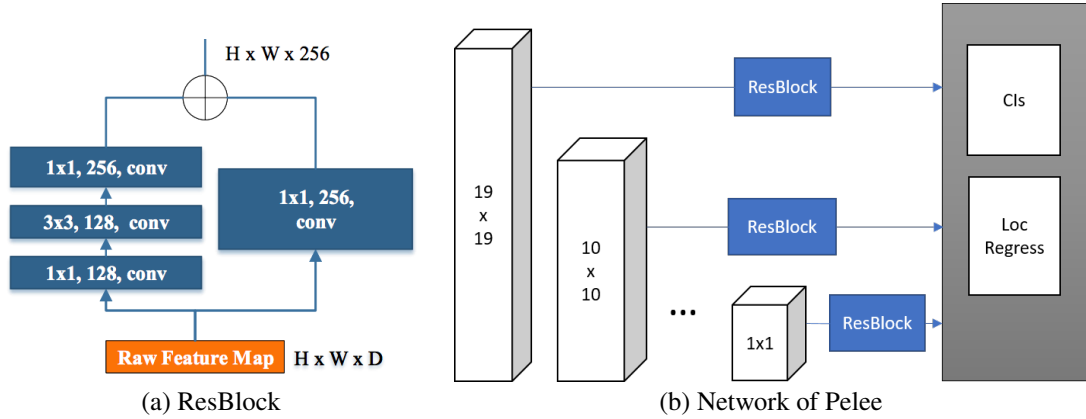 H x W x 256
1x1, 256, conv
3x3, 128, conv
1x1, 128, conv
1x1, 256,
conv
Raw Feature Map
H x W x D
(a) ResBlock
19
x
19
10
x
10
...
1x1
ResBlock
ResBlock
ResBlock
Cls
Loc
Regress
(b) Network of Pelee